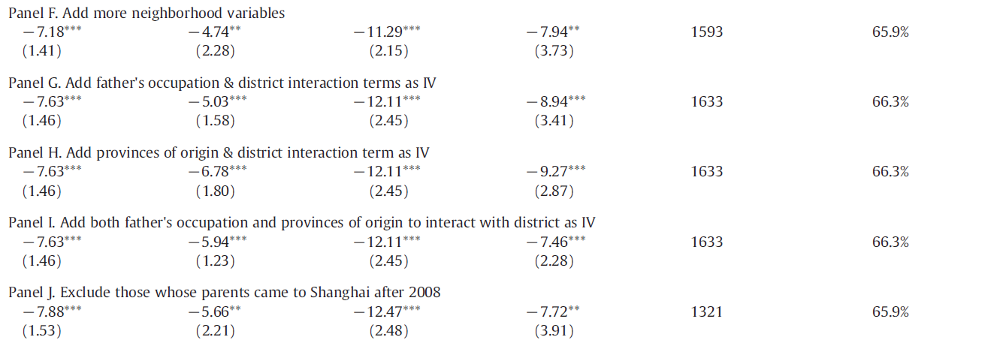 Panel F. Add more neighborhood variables
−7.18*** −4.74** −11.29*** −7.94** 1593 65.9%
(1.41) (2.28) (2.15) (3.73)
Panel G. Add father's occupation & district interaction terms as IV
−7.63*** −5.03*** −12.11*** −8.94*** 1633 66.3%
(1.46) (1.58) (2.45) (3.41)
Panel H. Add provinces of origin & district interaction term as IV
−7.63*** −6.78*** −12.11*** −9.27*** 1633 66.3%
(1.46) (1.80) (2.45) (2.87)
Panel I. Add both father's occupation and provinces of origin to interact with district as IV
−7.63*** −5.94*** −12.11*** −7.46*** 1633 66.3%
(1.46) (1.23) (2.45) (2.28)
Panel J. Exclude those whose parents came to Shanghai after 2008
−7.88*** −5.66** −12.47*** −7.72** 1321 65.9%
(1.53) (2.21) (2.48) (3.91)